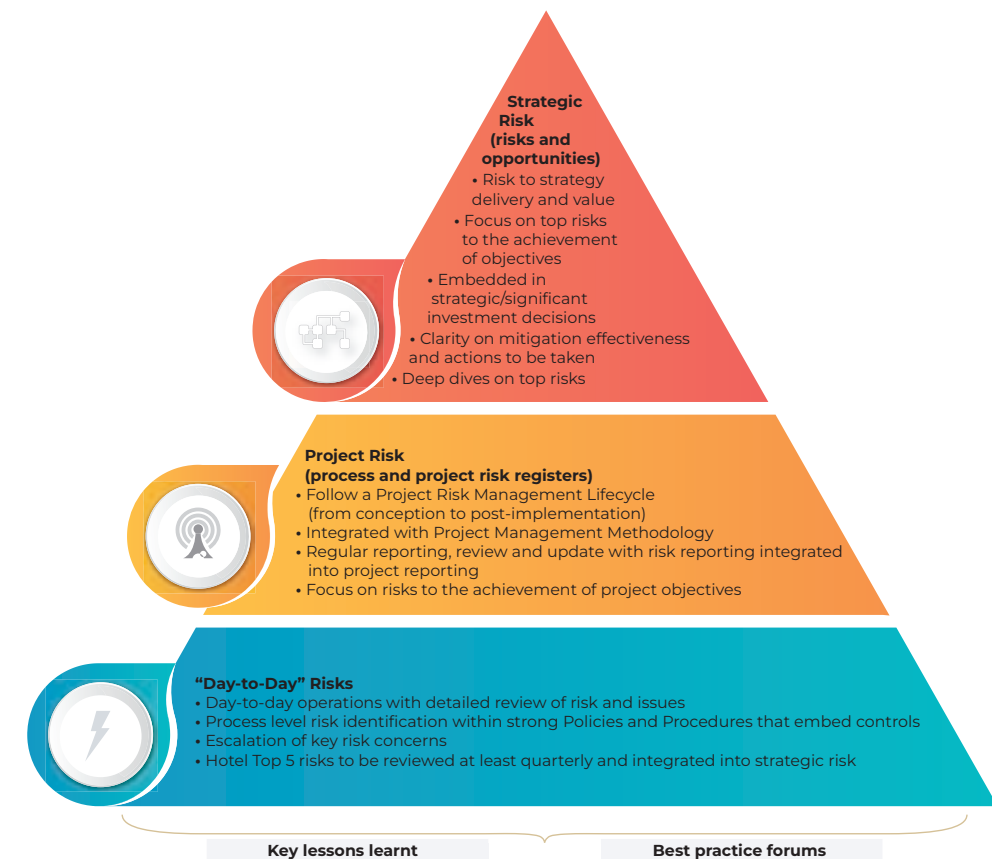 Strategic
Risk
(risks and
opportunities)
• Risk to strategy
delivery and value
• Focus on top risks
to the achievement
of objectives
• Embedded in
strategic/significant
investment decisions
• Clarity on mitigation effectiveness
and actions to be taken
• Deep dives on top risks
Project Risk
(process and project risk registers)
• Follow a Project Risk Management Lifecycle
(from conception to post-implementation)
• Integrated with Project Management Methodology
• Regular reporting, review and update with risk reporting integrated
into project reporting
• Focus on risks to the achievement of project objectives
“Day-to-Day” Risks
• Day-to-day operations with detailed review of risk and issues
• Process level risk identification within strong Policies and Procedures that embed controls
• Escalation of key risk concerns
• Hotel Top 5 risks to be reviewed at least quarterly and integrated into strategic risk
Key lessons learnt
Best practice forums